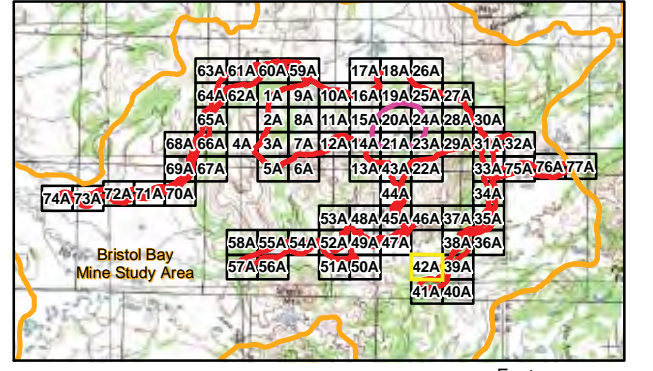 63A 61A 60A 59A 17A 18A 26A
64A 62A 1A 9A 10A 16A 19A 25A 27A
65A 2A 8A 11A 15A 20A 24A 28A 30A
68A 66A 4A 3A 7A 12A 14A 21A 23A 29A 31A 32A
69A 67A 5A 6A 13A 43A 22A 33A 75A 76A 77A
74A 73A 72A 71A 70A 44A 34A
53A 48A 45A 46A 37A 35A
58A 55A 54A 52A 49A 47A 38A 36A
Bristol Bay
Mine Study Area
57A 56A 51A 50A 42A 39A
41A 40A